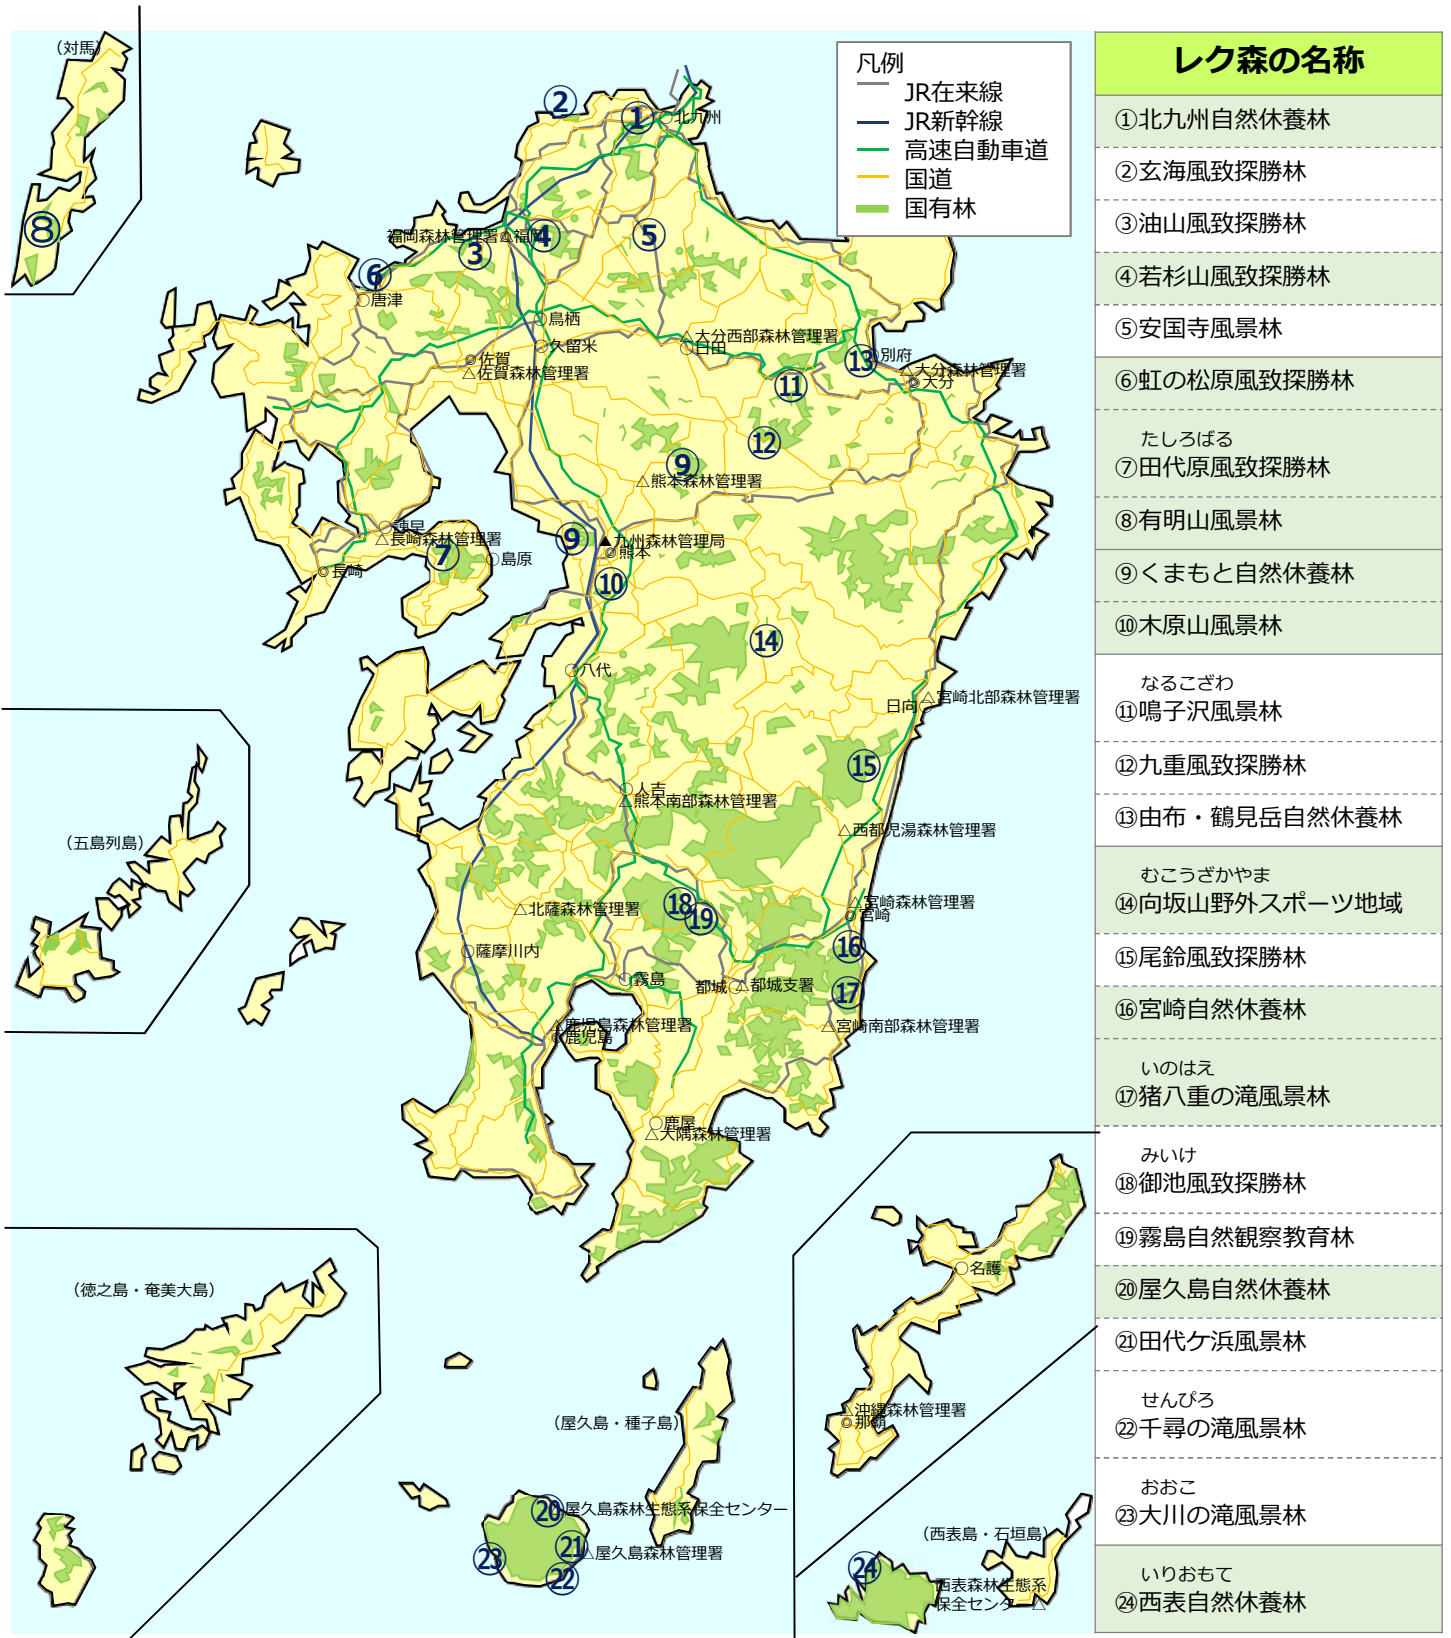 (対馬)
⑧
②
①
○北九州
福岡森林管理署△◎福岡
④
⑤
③
⑥
○唐津
○鳥栖
○久留米
◎佐賀
△佐賀森林管理署
△大分西部森林管理署
○日田
⑬
○別府
△大分森林管理署
◎大分
⑪
⑫
⑨
△熊本森林管理署
○諫早
△長崎森林管理署
⑦
○島原
◎長崎
⑨
▲九州森林管理局
◎熊本
⑩
⑭
○八代
△宮崎北部森林管理署
日向○
⑮
○人吉
△熊本南部森林管理署
△西都児湯森林管理署
(五島列島)
⑱
⑲
△北薩森林管理署
△宮崎森林管理署
◎宮崎
⑯
○薩摩川内
○霧島
都城○△都城支署
⑰
△鹿児島森林管理署
◎鹿児島
△宮崎南部森林管理署
○鹿屋
△大隅森林管理署
(徳之島・奄美大島)
○名護
△沖縄森林管理署
◎那覇
(屋久島・種子島)
⑳
△屋久島森林生態系保全センター
㉑
△屋久島森林管理署
㉓
㉒
(西表島・石垣島)
㉔
西表森林生態系
保全センター△
凡例
JR在来線
JR新幹線
高速自動車道
国道
国有林
レク森の名称
①北九州自然休養林
②玄海風致探勝林
③油山風致探勝林
④若杉山風致探勝林
⑤安国寺風景林
⑥虹の松原風致探勝林
たしろばる
⑦田代原風致探勝林
⑧有明山風景林
⑨くまもと自然休養林
⑩木原山風景林
なるこざわ
⑪鳴子沢風景林
⑫九重風致探勝林
⑬由布・鶴見岳自然休養林
むこうざかやま
⑭向坂山野外スポーツ地域
⑮尾鈴風致探勝林
⑯宮崎自然休養林
いのはえ
⑰猪八重の滝風景林
みいけ
⑱御池風致探勝林
⑲霧島自然観察教育林
⑳屋久島自然休養林
㉑田代ケ浜風景林
せんぴろ
㉒千尋の滝風景林
おおこ
㉓大川の滝風景林
いりおもて
㉔西表自然休養林